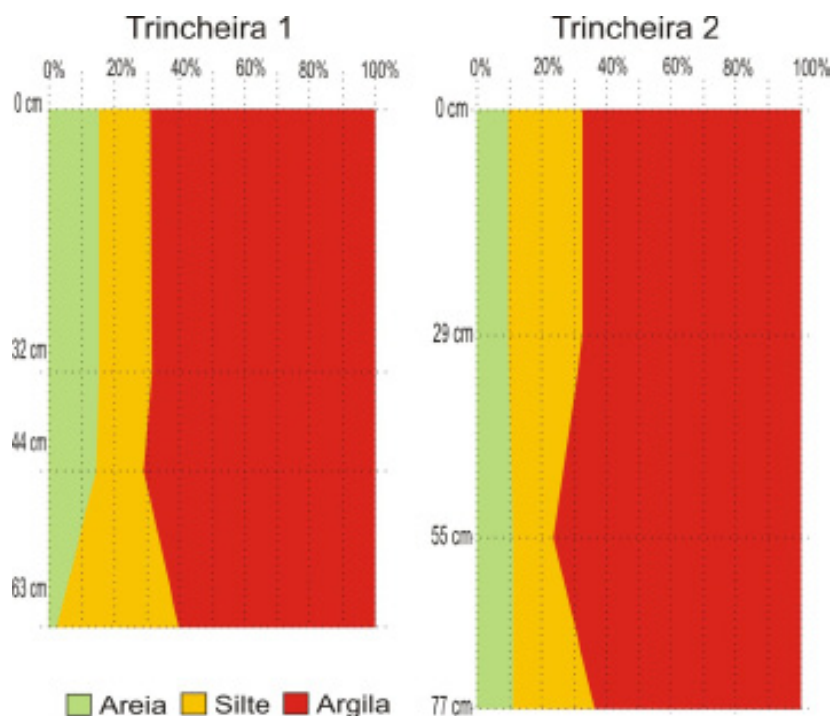 Trincheira 1
0% 20% 40% 60% 80% 100%
0 cm
32 cm
44 cm
63 cm
Trincheira 2
0% 20% 40% 60% 80% 100%
0 cm
29 cm
55 cm
77 cm
Areia Silte Argila